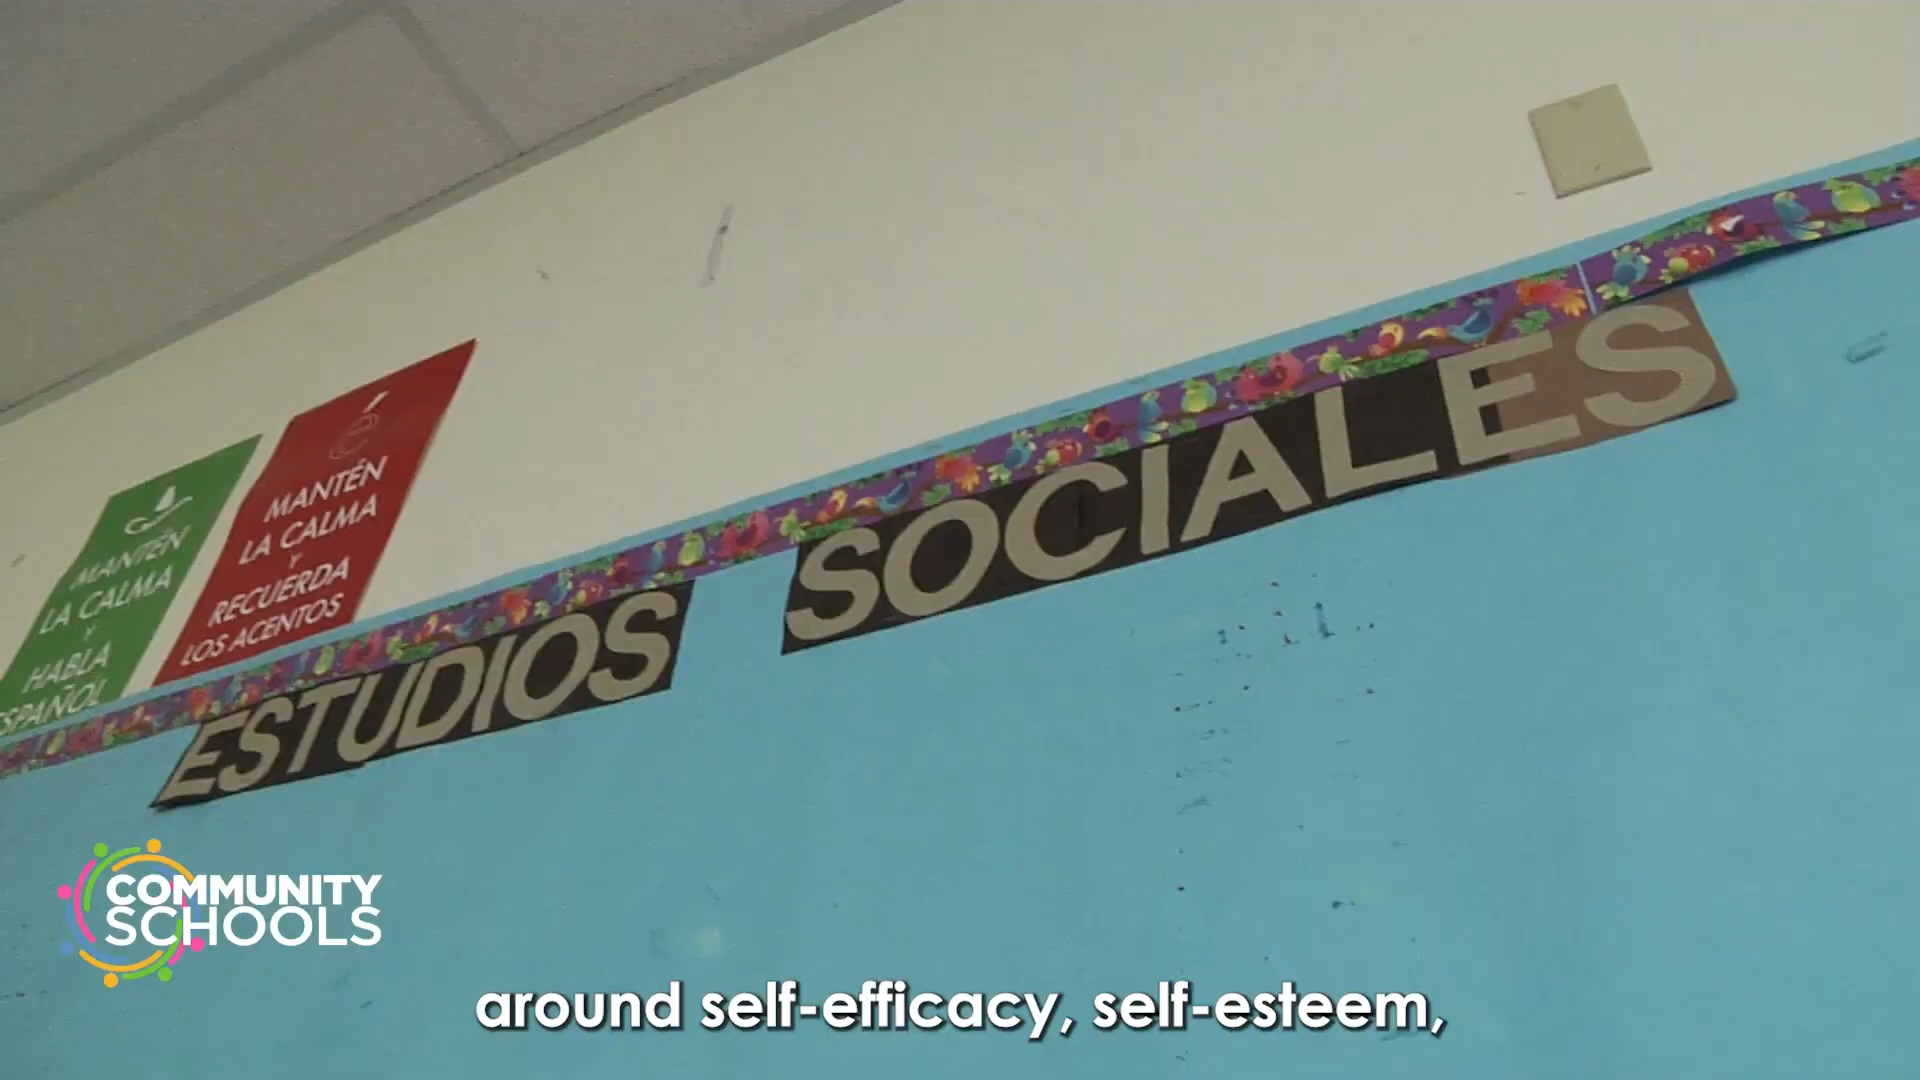 MANTÉN
LA CALMA
Y
HABLA
ESPAÑOL
cé
MANTÉN
LA CALMA
Y
RECUERDA
LOS ACENTOS
ESTUDIOS SOCIALES
COMMUNITY
SCHOOLS
around self-efficacy, self-esteem,